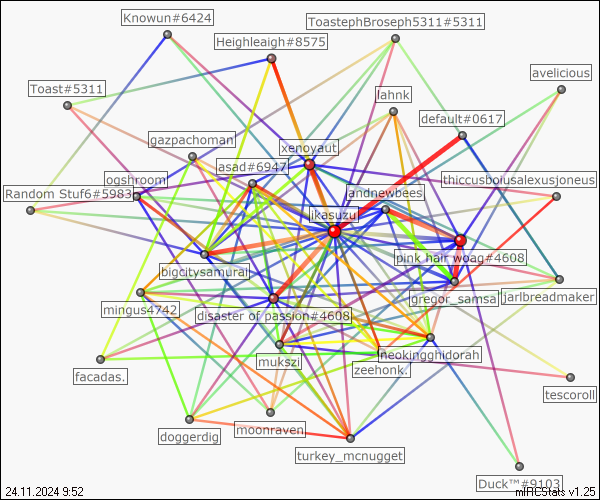 Knowun#6424
ToastephBroseph5311#5311
Heighleaigh#8575
avelicious
Toast#5311
lahnk
default#0617
gazpachoman
xenoyaut
asad#6947
ogshroom
thiccusboiusalexusjoneus
Random Stuf6#5983
andnewbees
ikasuzu
pink hair woag#4608
bigcitysamurai
gregor_samsa
jarlbreadmaker
mingus4742
disaster of passion#4608
neokingghidorah
mukszi
zeehonk.
facadas.
tescoroll
doggerdig
moonraven
turkey_mcnugget
Duck™#9103
24.11.2024 9:52
mIRCStats v1.25